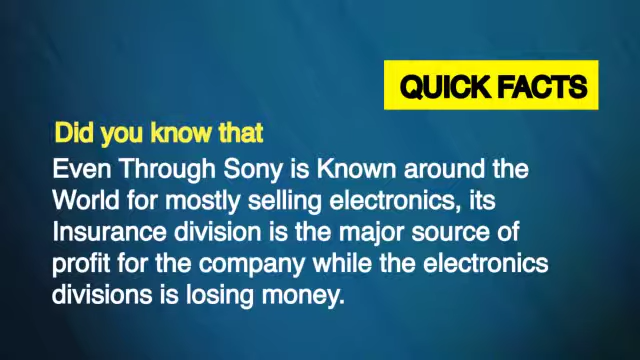 QUICK FACTS
Did you know that
Even Through Sony is Known around the
World for mostly selling electronics, its
Insurance division is the major source of
profit for the company while the electronics
divisions is losing money.